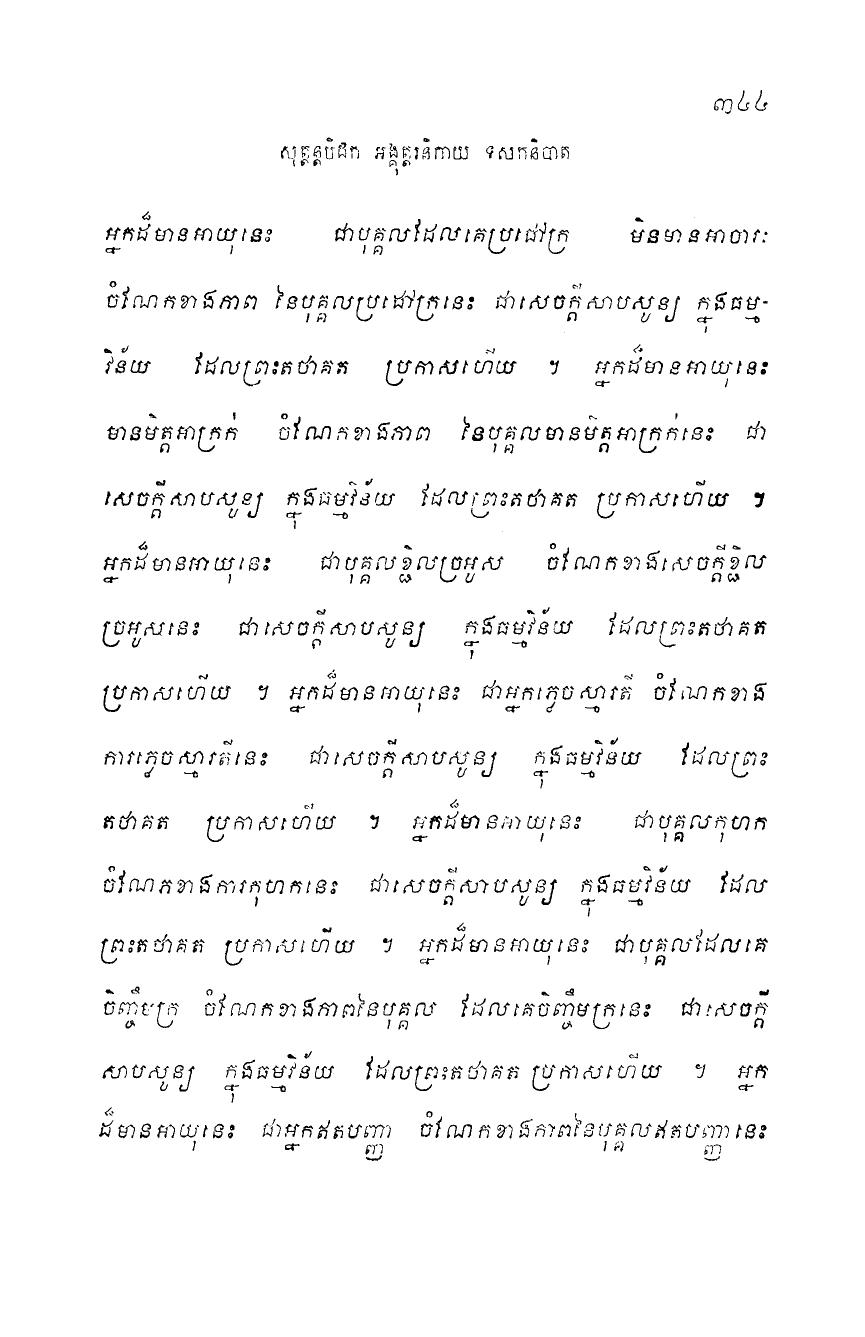 ៣៤៤
សុត្តន្តបិដក អង្គុត្តរនិកាយ ទសកនិបាត
អ្នកដ៏មានអាយុនេះ ជាបុគ្គលដែលគេប្រដៅក្រ មិនមានអាចារៈ
ចំណែកខាងភាព នៃបុគ្គលប្រដៅក្រនេះ ជាសេចក្តីសាបសូន្យ ក្នុងធម្ម-
វិន័យ ដែលព្រះតថាគត ប្រកាសហើយ ។ អ្នកដ៏មានអាយុនេះ
មានមិត្តអាក្រក់ ចំណែកខាងភាព នៃបុគ្គលមានមិត្តអាក្រក់នេះ ជា
សេចក្តីសាបសូន្យ ក្នុងធម្មវិន័យ ដែលព្រះតថាគត ប្រកាសហើយ ។
អ្នកដ៏មានអាយុនេះ ជាបុគ្គលខ្ជិលច្រអូស ចំណែកខាងសេចក្តីខ្ជិល
ច្រអូសនេះ ជាសេចក្តីសាបសូន្យ ក្នុងធម្មវិន័យ ដែលព្រះតថាគត
ប្រកាសហើយ ។ អ្នកដ៏មានអាយុនេះ ជាអ្នកភ្លេចស្មារតី ចំណែកខាង
ការភ្លេចស្មារតីនេះ ជាសេចក្តីសាបសូន្យ ក្នុងធម្មវិន័យ ដែលព្រះ
តថាគត ប្រកាសហើយ ។ អ្នកដ៏មានអាយុនេះ ជាបុគ្គលកុហក
ចំណែកខាងការកុហកនេះ ជាសេចក្តីសាបសូន្យ ក្នុងធម្មវិន័យ ដែល
ព្រះតថាគត ប្រកាសហើយ ។ អ្នកដ៏មានអាយុនេះ ជាបុគ្គលដែលគេ
ចិញ្ចឹមក្រ ចំណែកខាងភាពនៃបុគ្គល ដែលគេចិញ្ចឹមក្រនេះ ជាសេចក្តី
សាបសូន្យ ក្នុងធម្មវិន័យ ដែលព្រះតថាគត ប្រកាសហើយ ។ អ្នក
ដ៏មានអាយុនេះ ជាអ្នកឥតបញ្ញា ចំណែកខាងភាពនៃបុគ្គលឥតបញ្ញានេះ